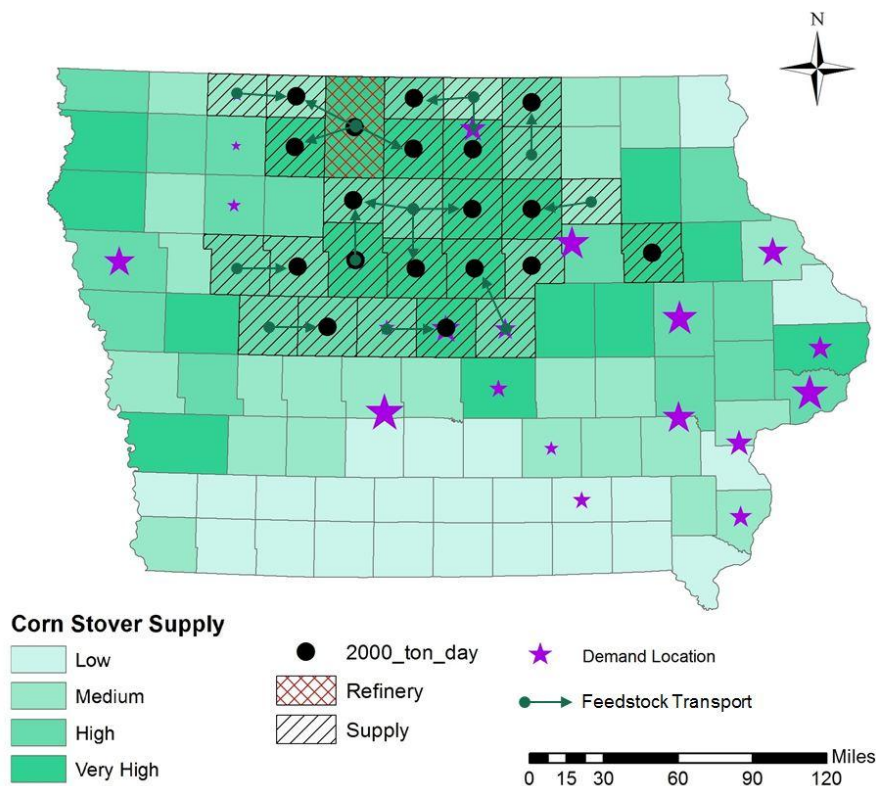 N
Corn Stover Supply
Low
Medium
High
Very High
2000_ton_day
Refinery
Supply
Demand Location
Feedstock Transport
Miles
0 15 30 60 90 120